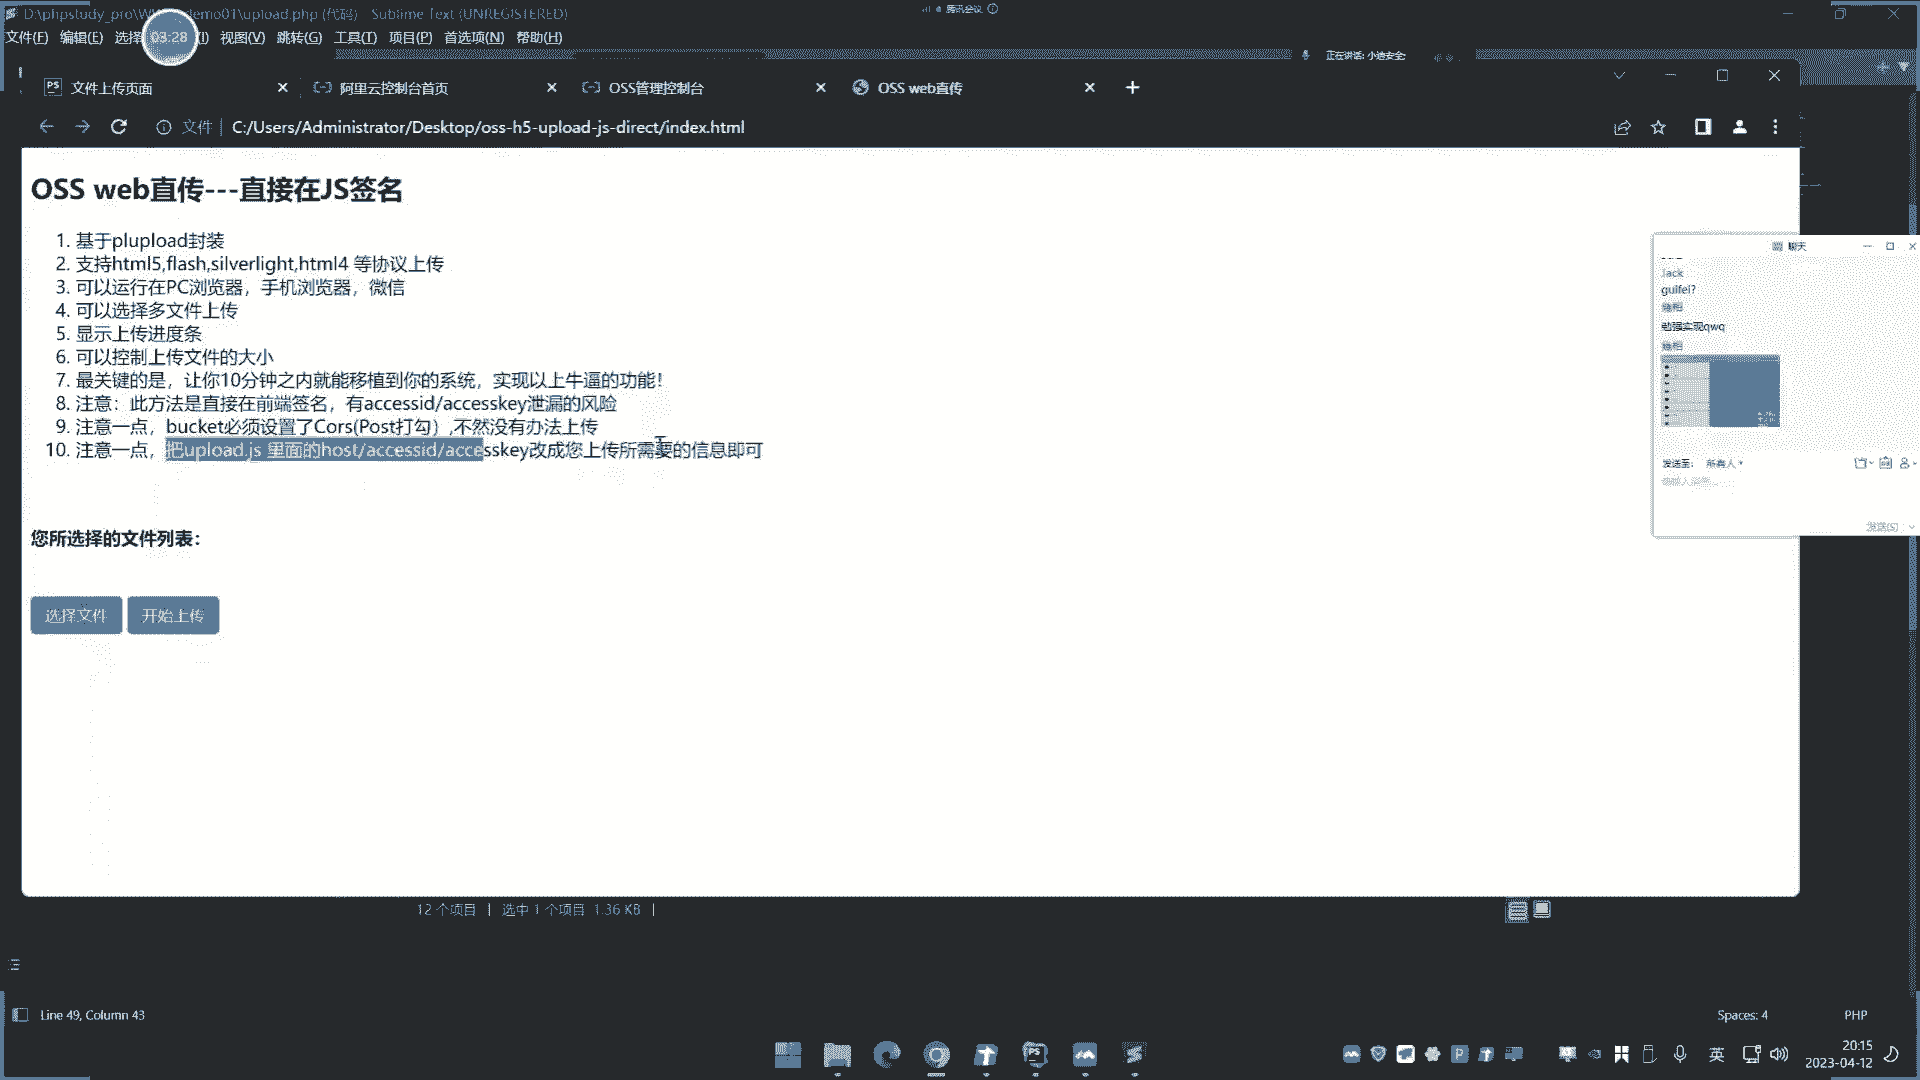 D:\phpstudy_pro\W demo01\upload.php (代码) - Sublime Text (UNREGISTERED)
腾讯会议
文件(F) 编辑(E) 选择 03:28 (I) 视图(V) 跳转(G) 工具(T) 项目(P) 首选项(N) 帮助(H)
正在讲话: 小迪安全
文件上传页面
阿里云控制台首页
OSS管理控制台
OSS web直传
文件 C:/Users/Administrator/Desktop/oss-h5-upload-js-direct/index.html
OSS web直传---直接在JS签名
1. 基于plupload封装
2. 支持html5,flash,silverlight,html4 等协议上传
3. 可以运行在PC浏览器，手机浏览器，微信
4. 可以选择多文件上传
5. 显示上传进度条
6. 可以控制上传文件的大小
7. 最关键的是，让你10分钟之内就能移植到你的系统，实现以上牛逼的功能！
8. 注意：此方法是直接在前端签名，有accessid/accesskey泄漏的风险
9. 注意一点，bucket必须设置了Cors(Post打勾）,不然没有办法上传
10. 注意一点，把upload.js 里面的host/accessid/accesskey改成您上传所需要的信息即可
您所选择的文件列表：
选择文件 开始上传
聊天
Jack
guifei?
勉强实现qwq
发送至: 所有人
发送(S)
12 个项目 | 选中 1 个项目 1.36 KB |
Line 49, Column 43
Spaces: 4
PHP
英
20:15
2023-04-12